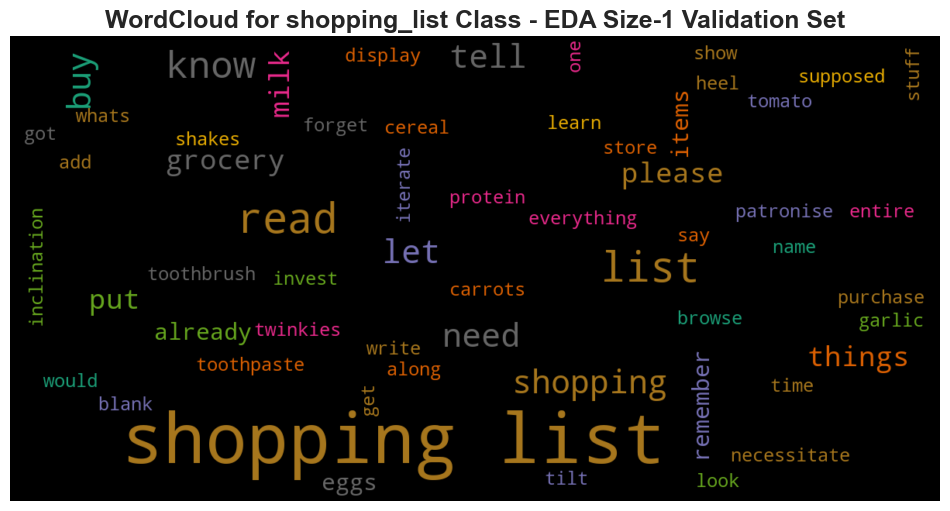 WordCloud for shopping_list Class - EDA Size-1 Validation Set
buy
know
milk
display
tell
one
show
heel
supposed
stuff
whats
got
add
shakes
grocery
forget
cereal
learn
store
items
tomato
please
iterate
protein
everything
patronise
entire
say
name
inclination
read
let
list
toothbrush
invest
carrots
purchase
put
browse
garlic
already
twinkies
need
write
things
toothpaste
along
would
get
shopping
remember
time
blank
shopping list
necessitate
eggs
tilt
look